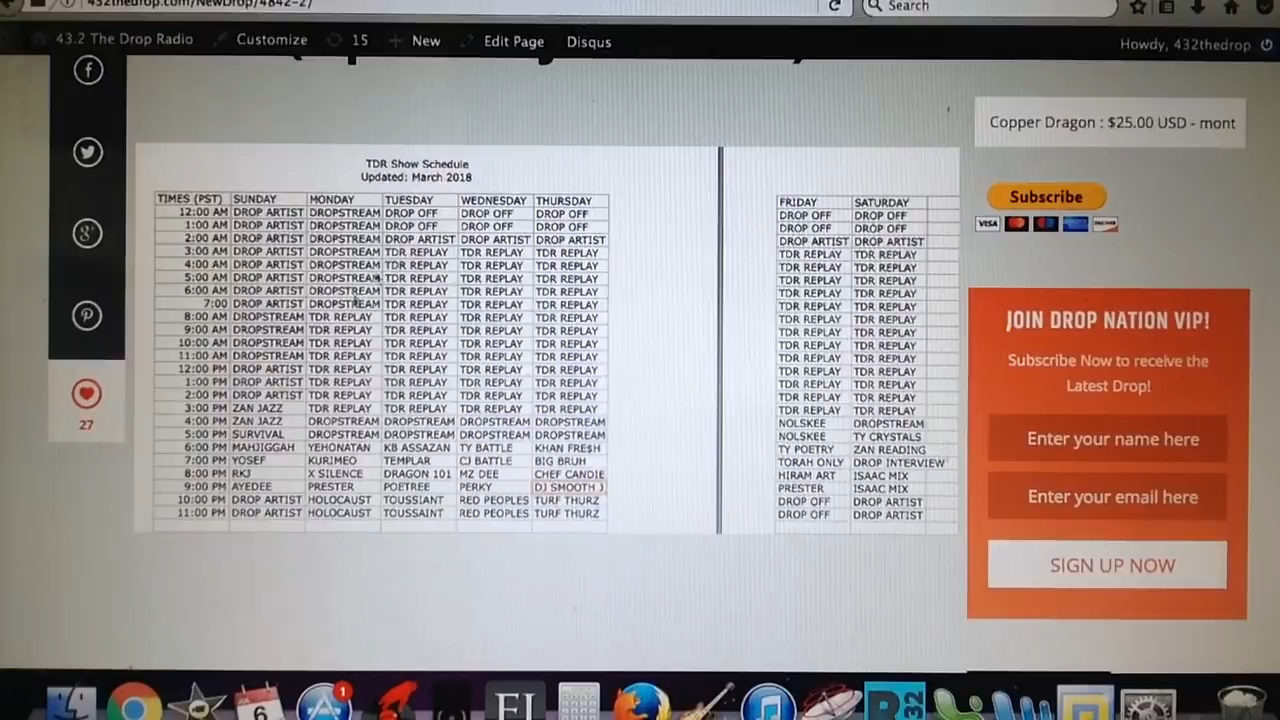 432thedrop.com/NewDrop/4842-2/
Search
43.2 The Drop Radio Customize 15 New Edit Page Disqus Howdy, 432thedrop
Copper Dragon : $25.00 USD - mont
Subscribe
VISA
TDR Show Schedule
Updated: March 2018
TIMES (PST) SUNDAY MONDAY TUESDAY WEDNESDAY THURSDAY FRIDAY SATURDAY
12:00 AM DROP ARTIST DROPSTREAM DROP OFF DROP OFF DROP OFF DROP OFF DROP OFF
1:00 AM DROP ARTIST DROPSTREAM DROP OFF DROP OFF DROP OFF DROP OFF DROP OFF
2:00 AM DROP ARTIST DROPSTREAM DROP ARTIST DROP ARTIST DROP ARTIST DROP ARTIST DROP ARTIST
3:00 AM DROP ARTIST DROPSTREAM TDR REPLAY TDR REPLAY TDR REPLAY TDR REPLAY TDR REPLAY
4:00 AM DROP ARTIST DROPSTREAM TDR REPLAY TDR REPLAY TDR REPLAY TDR REPLAY TDR REPLAY
5:00 AM DROP ARTIST DROPSTREAM TDR REPLAY TDR REPLAY TDR REPLAY TDR REPLAY TDR REPLAY
6:00 AM DROP ARTIST DROPSTREAM TDR REPLAY TDR REPLAY TDR REPLAY TDR REPLAY TDR REPLAY
7:00 DROP ARTIST DROPSTREAM TDR REPLAY TDR REPLAY TDR REPLAY TDR REPLAY TDR REPLAY
8:00 AM DROPSTREAM TDR REPLAY TDR REPLAY TDR REPLAY TDR REPLAY TDR REPLAY TDR REPLAY
9:00 AM DROPSTREAM TDR REPLAY TDR REPLAY TDR REPLAY TDR REPLAY TDR REPLAY TDR REPLAY
10:00 AM DROPSTREAM TDR REPLAY TDR REPLAY TDR REPLAY TDR REPLAY TDR REPLAY TDR REPLAY
11:00 AM DROPSTREAM TDR REPLAY TDR REPLAY TDR REPLAY TDR REPLAY TDR REPLAY TDR REPLAY
12:00 PM DROP ARTIST TDR REPLAY TDR REPLAY TDR REPLAY TDR REPLAY TDR REPLAY TDR REPLAY
1:00 PM DROP ARTIST TDR REPLAY TDR REPLAY TDR REPLAY TDR REPLAY TDR REPLAY TDR REPLAY
2:00 PM DROP ARTIST TDR REPLAY TDR REPLAY TDR REPLAY TDR REPLAY TDR REPLAY TDR REPLAY
3:00 PM ZAN JAZZ TDR REPLAY TDR REPLAY TDR REPLAY TDR REPLAY TDR REPLAY TDR REPLAY
4:00 PM ZAN JAZZ DROPSTREAM DROPSTREAM DROPSTREAM DROPSTREAM NOLSKEE DROPSTREAM
5:00 PM SURVIVAL DROPSTREAM DROPSTREAM DROPSTREAM DROPSTREAM NOLSKEE TY CRYSTALS
6:00 PM MAHJIGGAH YEHONATAN KB ASSAZAN TY BATTLE KHAN FRE$H TY POETRY ZAN READING
7:00 PM YOSEF KURIMEO TEMPLAR CJ BATTLE BIG BRUH TORAH ONLY DROP INTERVIEW
8:00 PM RKJ X SILENCE DRAGON 101 MZ DEE CHEF CANDIE HIRAM ART ISAAC MIX
9:00 PM AYEDEE PRESTER POETREE PERKY DJ SMOOTH J PRESTER ISAAC MIX
10:00 PM DROP ARTIST HOLOCAUST TOUSSIANT RED PEOPLES TURF THURZ DROP OFF DROP ARTIST
11:00 PM DROP ARTIST HOLOCAUST TOUSSAINT RED PEOPLES TURF THURZ DROP OFF DROP ARTIST
27
JOIN DROP NATION VIP!
Subscribe Now to receive the
Latest Drop!
Enter your name here
Enter your email here
SIGN UP NOW
6
1